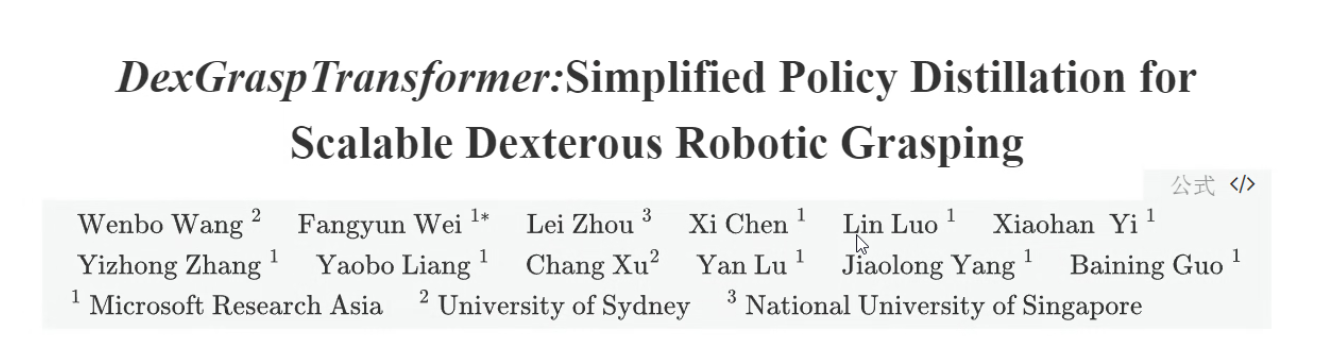 DexGraspTransformer:Simplified Policy Distillation for
Scalable Dexterous Robotic Grasping
公式 </>
Wenbo Wang ² Fangyun Wei ¹* Lei Zhou ³ Xi Chen ¹ Lin Luo ¹ Xiaohan Yi ¹
Yizhong Zhang ¹ Yaobo Liang ¹ Chang Xu² Yan Lu ¹ Jiaolong Yang ¹ Baining Guo ¹
¹ Microsoft Research Asia ² University of Sydney ³ National University of Singapore